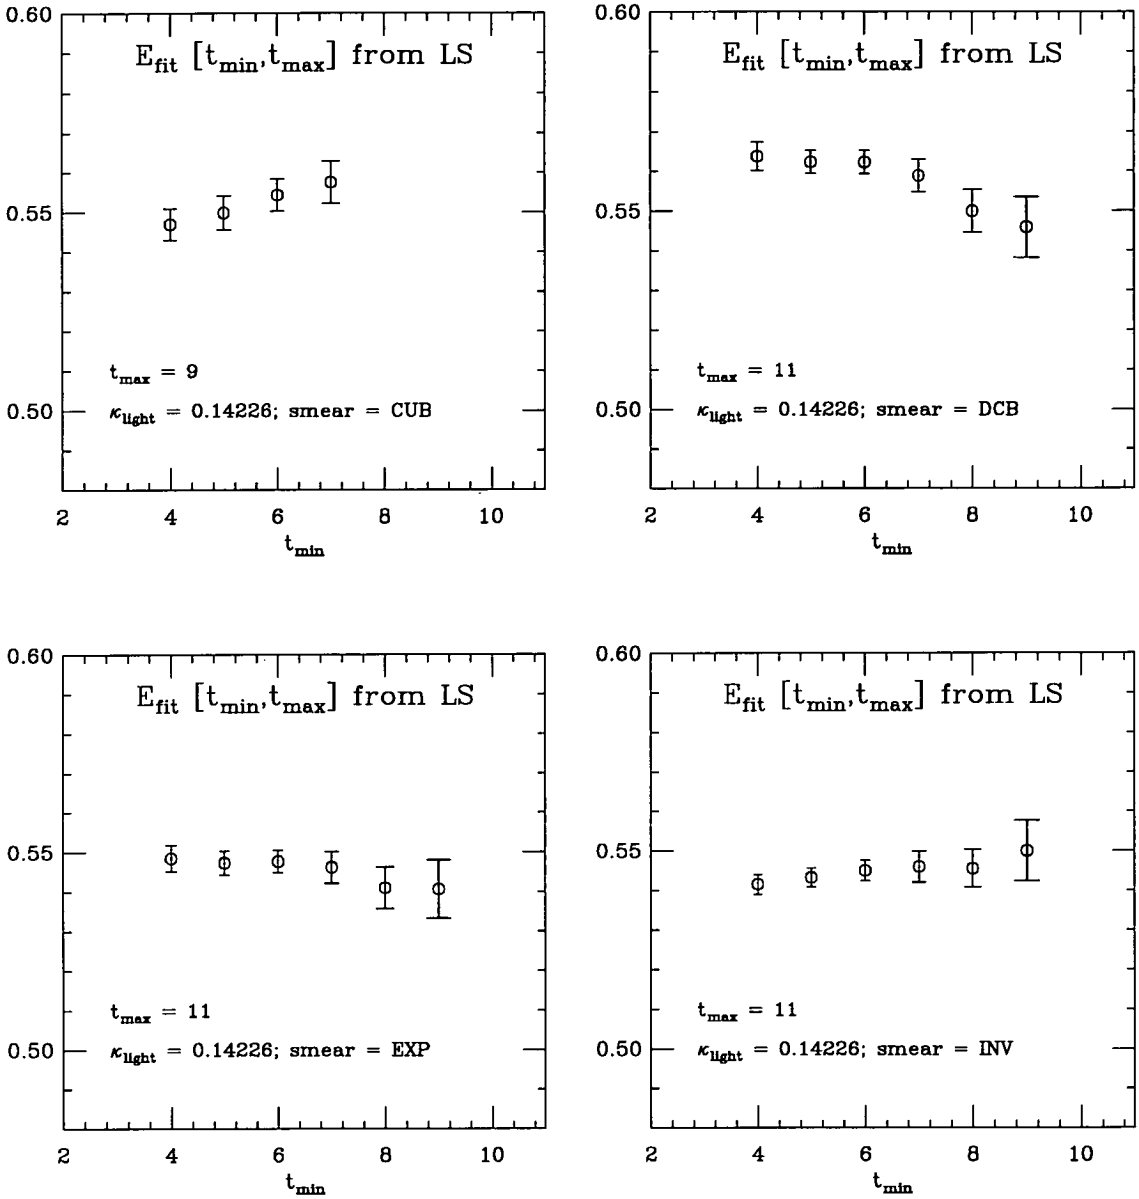 E_fit [t_min,t_max] from LS
0.60
0.55
0.50
t_max = 9
κ_light = 0.14226; smear = CUB
2 4 6 8 10
t_min
E_fit [t_min,t_max] from LS
0.60
0.55
0.50
t_max = 11
κ_light = 0.14226; smear = DCB
2 4 6 8 10
t_min
E_fit [t_min,t_max] from LS
0.60
0.55
0.50
t_max = 11
κ_light = 0.14226; smear = EXP
2 4 6 8 10
t_min
E_fit [t_min,t_max] from LS
0.60
0.55
0.50
t_max = 11
κ_light = 0.14226; smear = INV
2 4 6 8 10
t_min